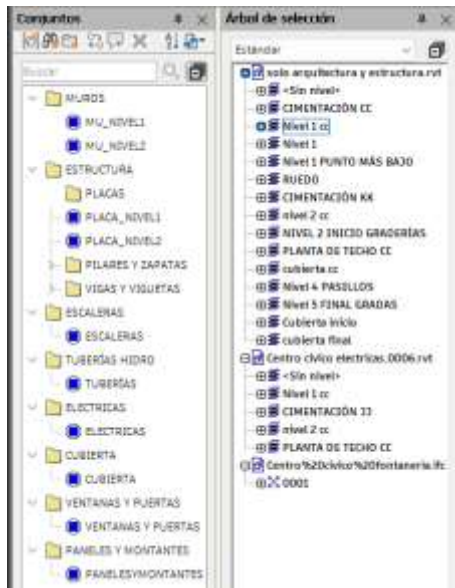 Conjuntos
Buscar
MUROS
MU_NIVEL1
MU_NIVEL2
ESTRUCTURA
PLACAS
PLACA_NIVEL1
PLACA_NIVEL2
PILARES Y ZAPATAS
VIGAS Y VIGUETAS
ESCALERAS
ESCALERAS
TUBERÍAS HIDRO
TUBERÍAS
ELECTRICAS
ELECTRICAS
CUBIERTA
CUBIERTA
VENTANAS Y PUERTAS
VENTANAS Y PUERTAS
PANELES Y MONTANTES
PANELESYMONTANTES
Árbol de selección
Estándar
solo arquitectura y estructura.rvt
<Sin nivel>
CIMENTACIÓN CC
Nivel 1 cc
Nivel 1
Nivel 1 PUNTO MÁS BAJO
RUEDO
CIMENTACIÓN KK
nivel 2 cc
NIVEL 2 INICIO GRADERÍAS
PLANTA DE TECHO CC
cubierta cc
Nivel 4 PASILLOS
Nivel 5 FINAL GRADAS
Cubierta inicio
cubierta final
Centro cívico electricas.0006.rvt
<Sin nivel>
Nivel 1 cc
CIMENTACIÓN JJ
nivel 2 cc
PLANTA DE TECHO CC
Centro%20cívico%20fontaneria.ifc
0001